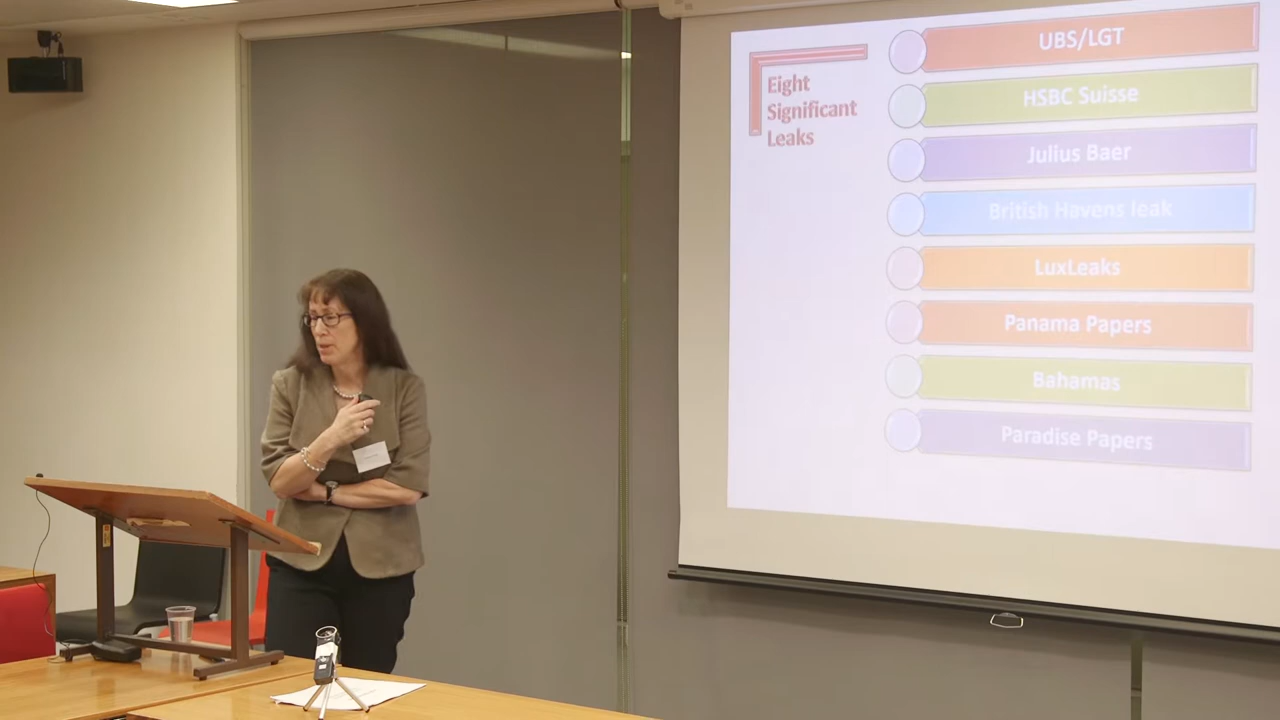 Eight
Significant
Leaks
UBS/LGT
HSBC Suisse
Julius Baer
British Havens leak
LuxLeaks
Panama Papers
Bahamas
Paradise Papers